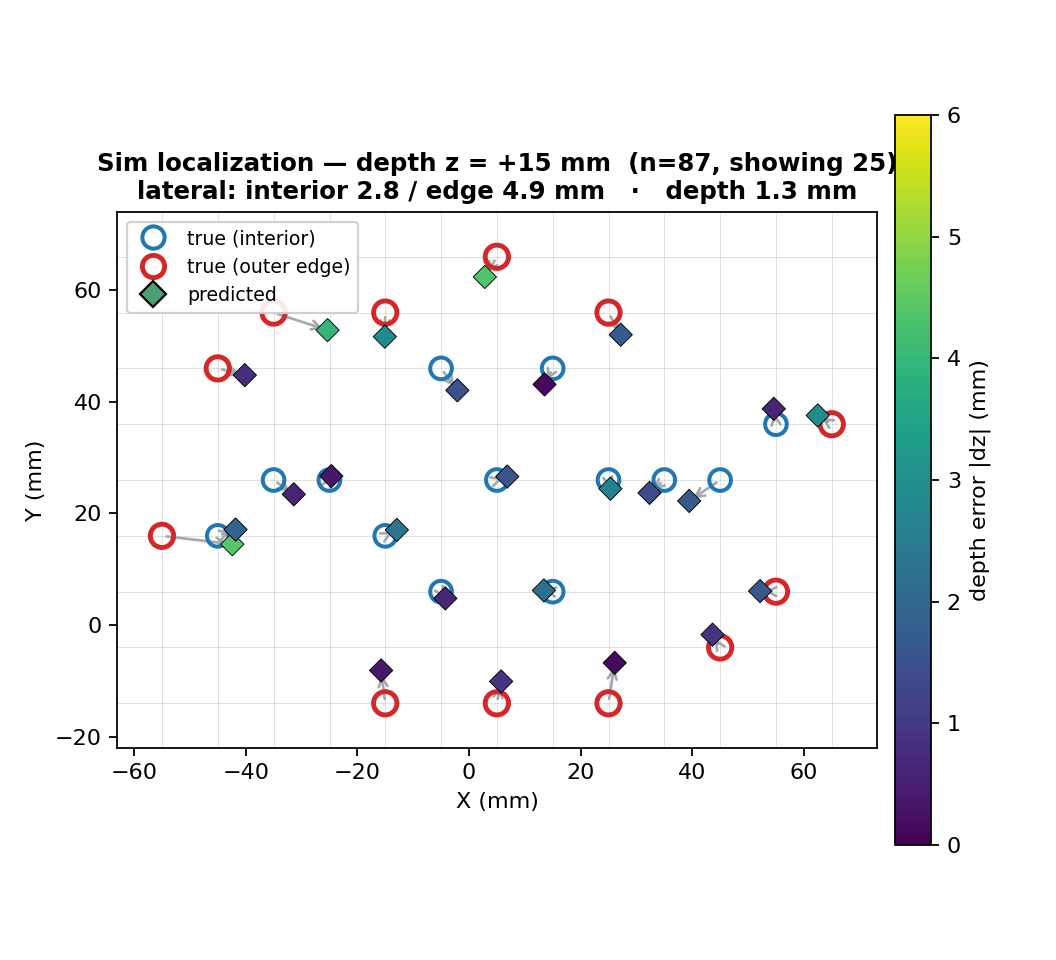 Sim localization — depth z = +15 mm  (n=87, showing 25)
lateral: interior 2.8 / edge 4.9 mm   ·   depth 1.3 mm
true (interior)
true (outer edge)
predicted
Y (mm)
60
40
20
0
−20
−60
−40
−20
0
20
40
60
X (mm)
6
5
4
3
2
1
0
depth error |dz| (mm)